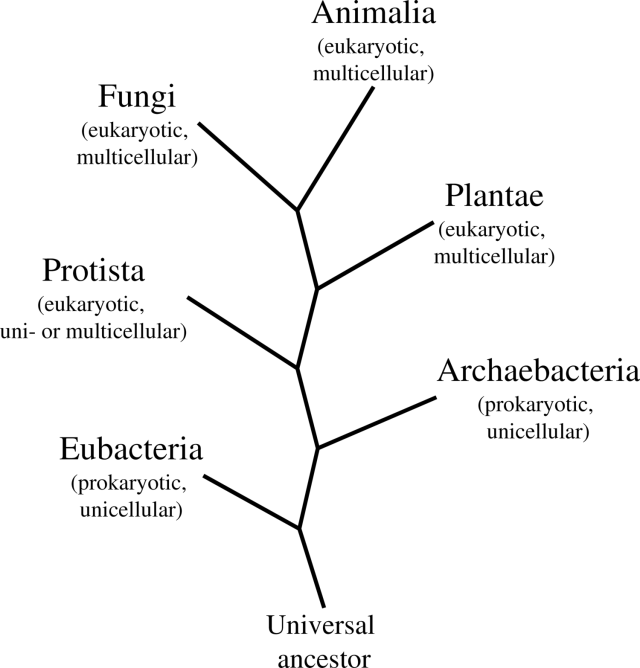 Animalia
(eukaryotic,
multicellular)
Fungi
(eukaryotic,
multicellular)
Plantae
(eukaryotic,
multicellular)
Protista
(eukaryotic,
uni- or multicellular)
Archaebacteria
(prokaryotic,
unicellular)
Eubacteria
(prokaryotic,
unicellular)
Universal
ancestor